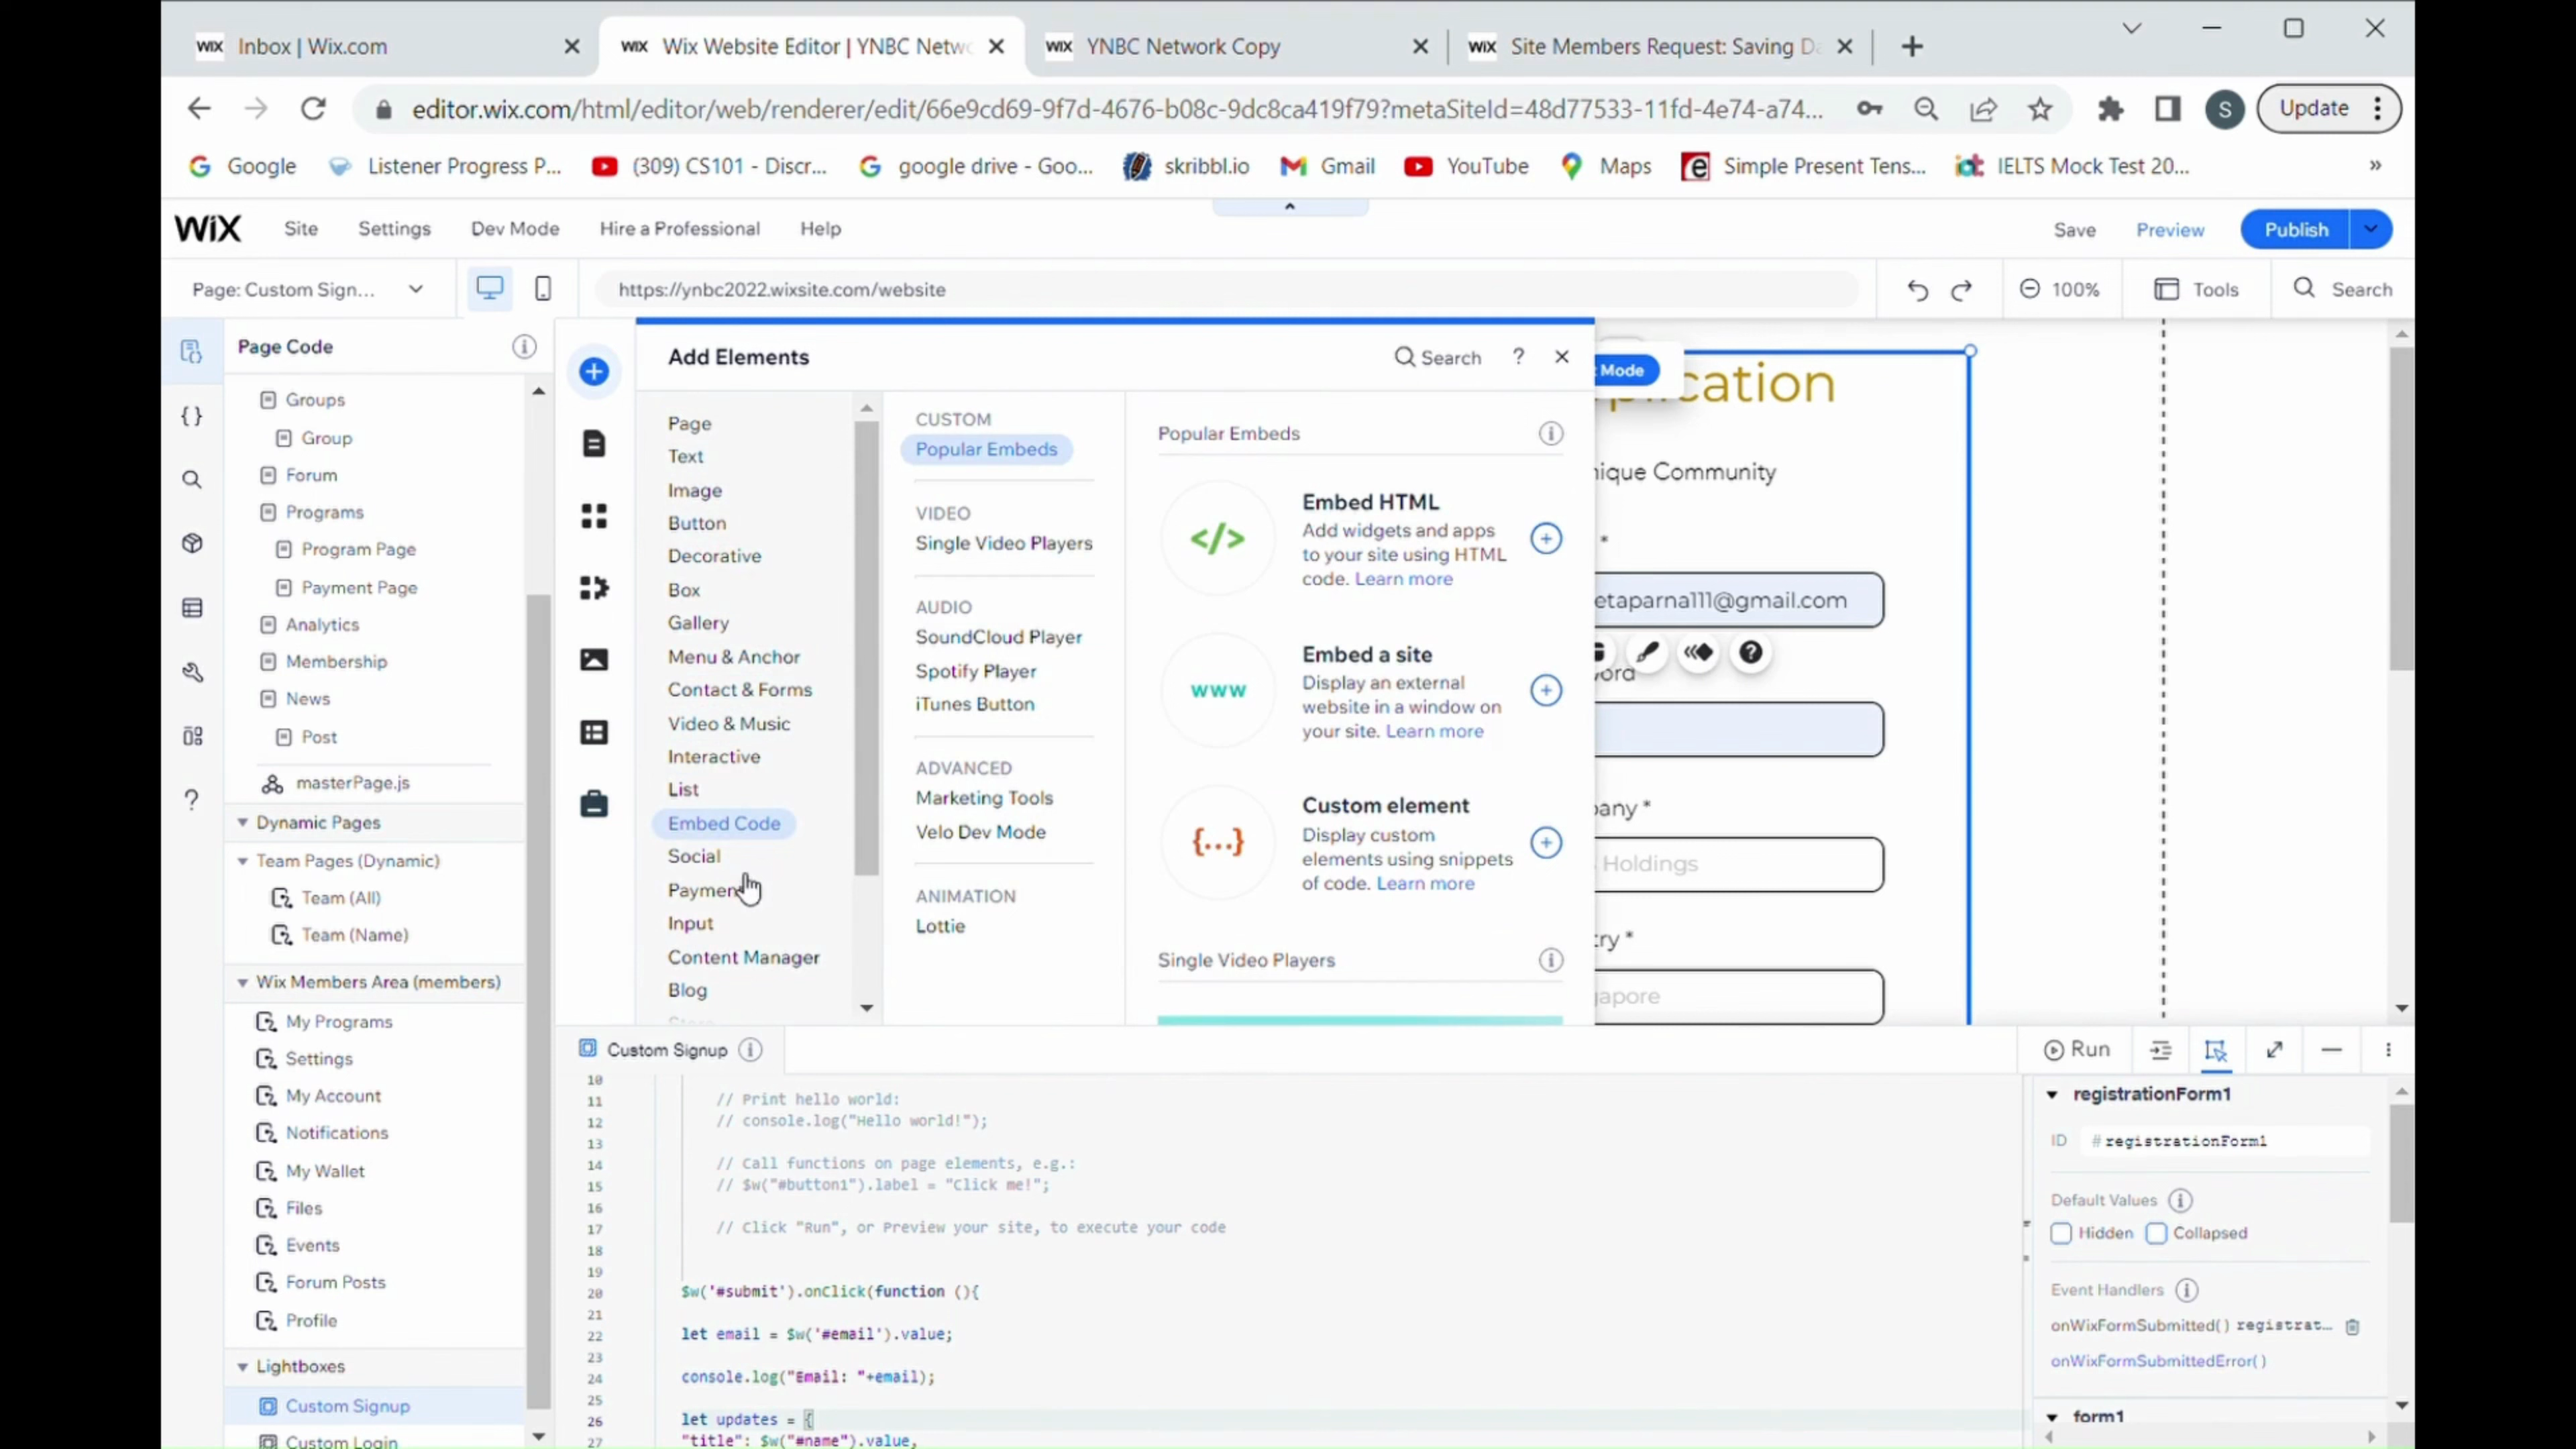 WiX Inbox | Wix.com
WiX Wix Website Editor | YNBC Netwo
WiX YNBC Network Copy
WiX Site Members Request: Saving Da
editor.wix.com/html/editor/web/renderer/edit/66e9cd69-9f7d-4676-b08c-9dc8ca419f79?metaSiteId=48d77533-11fd-4e74-a74...
S
Update
Google
Listener Progress P...
(309) CS101 - Discr...
google drive - Goo...
skribbl.io
Gmail
YouTube
Maps
Simple Present Tens...
IELTS Mock Test 20...
»
WiX
Site
Settings
Dev Mode
Hire a Professional
Help
Save
Preview
Publish
Page: Custom Sign...
https://ynbc2022.wixsite.com/website
100%
Tools
Search
Page Code
Groups
Group
Forum
Programs
Program Page
Payment Page
Analytics
Membership
News
Post
masterPage.js
Dynamic Pages
Team Pages (Dynamic)
Team (All)
Team (Name)
Wix Members Area (members)
My Programs
Settings
My Account
Notifications
My Wallet
Files
Events
Forum Posts
Profile
Lightboxes
Custom Signup
Custom Login
Add Elements
Search
?
Page
Text
Image
Button
Decorative
Box
Gallery
Menu & Anchor
Contact & Forms
Video & Music
Interactive
List
Embed Code
Social
Payment
Input
Content Manager
Blog
Store
CUSTOM
Popular Embeds
VIDEO
Single Video Players
AUDIO
SoundCloud Player
Spotify Player
iTunes Button
ADVANCED
Marketing Tools
Velo Dev Mode
ANIMATION
Lottie
Popular Embeds
</>
Embed HTML
Add widgets and apps
to your site using HTML
code. Learn more
www
Embed a site
Display an external
website in a window on
your site. Learn more
{...}
Custom element
Display custom
elements using snippets
of code. Learn more
Single Video Players
Mode
ication
ique Community
*
etaparna111@gmail.com
ord
any *
Holdings
ry *
apore
Custom Signup
Run
10
11 // Print hello world:
12 // console.log("Hello world!");
13
14 // Call functions on page elements, e.g.:
15 // $w("#button1").label = "Click me!";
16
17 // Click "Run", or Preview your site, to execute your code
18
19
20 $w('#submit').onClick(function (){
21
22 let email = $w('#email').value;
23
24 console.log("Email: "+email);
25
26 let updates = {
27 "title": $w("#name").value,
registrationForm1
ID #registrationForm1
Default Values
Hidden Collapsed
Event Handlers
onWixFormSubmitted() registrat...
onWixFormSubmittedError()
form1